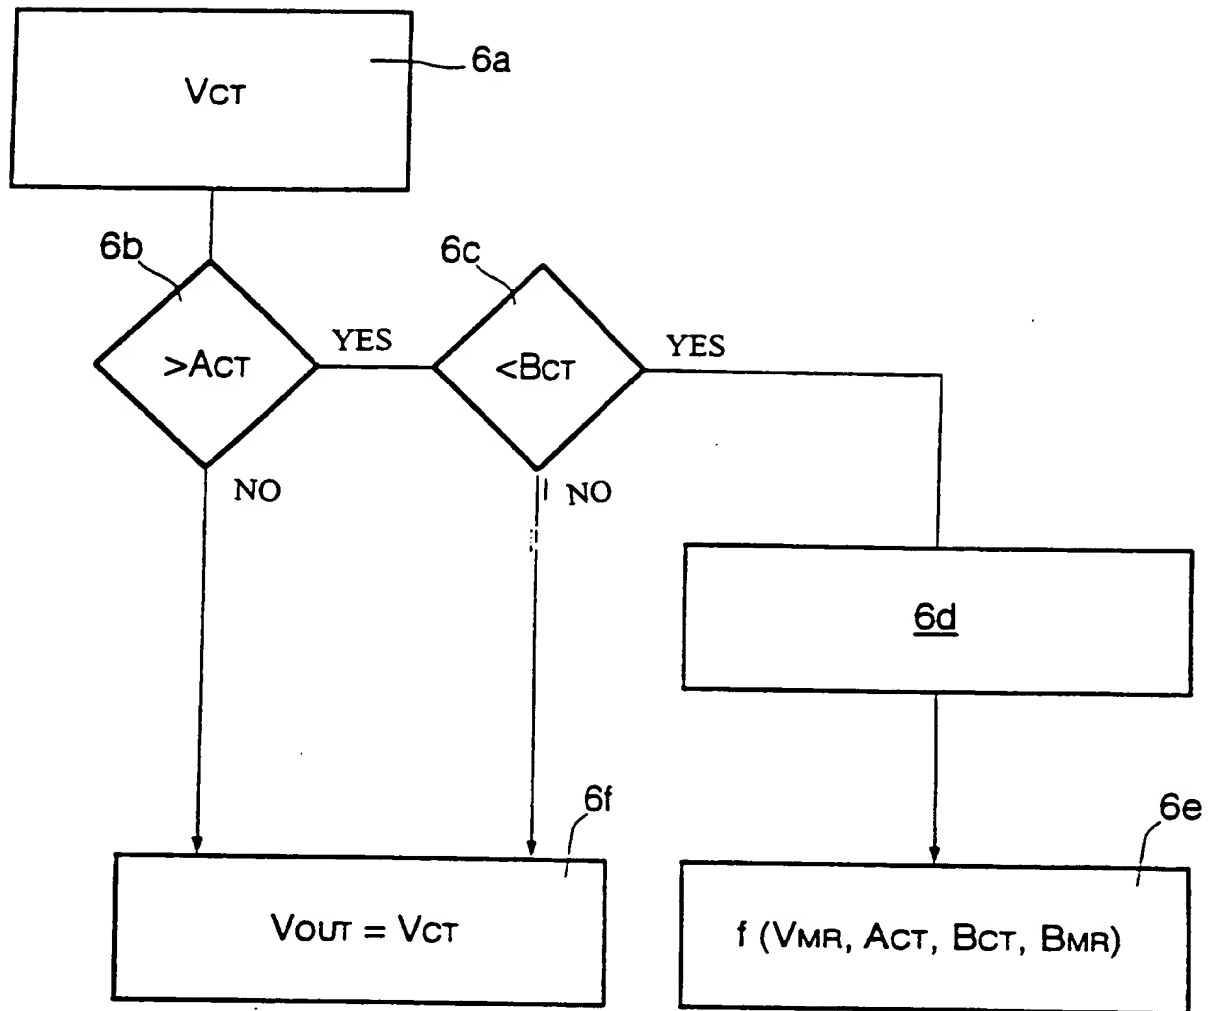 6a
VCT
6b
6c
>ACT
YES
<BCT
YES
NO
NO
6d
6f
6e
VOUT = VCT
f (VMR, ACT, BCT, BMR)